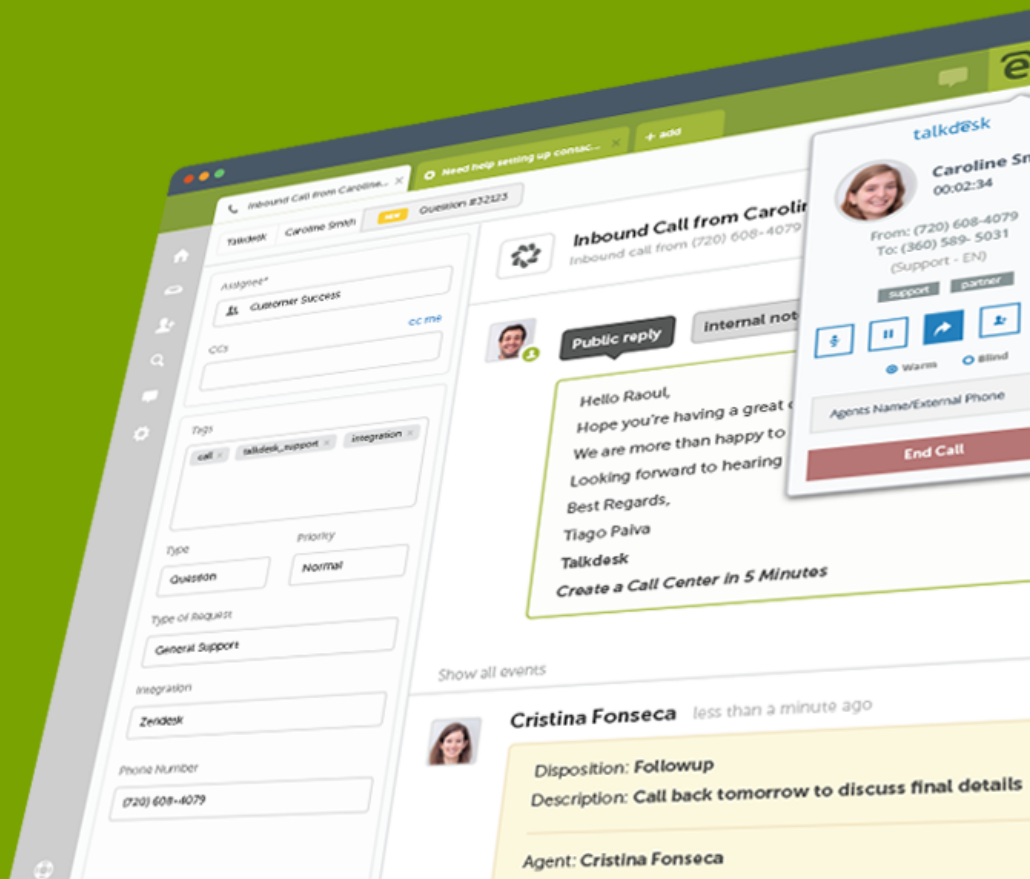 Inbound Call from Caroline...
Need help setting up contac...
+ add
Talkdesk
Caroline Smith
NEW
Question #32123
Assignee*
Customer Success
CCs
cc me
Tags
call
talkdesk_support
integration
Type
Priority
Question
Normal
Type of Request
General Support
Integration
Zendesk
Phone Number
(720) 608-4079
Inbound Call from Carolin
Inbound call from (720) 608-4079
Public reply
Internal not
Hello Raoul,
Hope you're having a great
We are more than happy to
Looking forward to hearing
Best Regards,
Tiago Paiva
Talkdesk
Create a Call Center in 5 Minutes
Show all events
Cristina Fonseca less than a minute ago
Disposition: Followup
Description: Call back tomorrow to discuss final details
Agent: Cristina Fonseca
talkdesk
Caroline Sm
00:02:34
From: (720) 608-4079
To: (360) 589- 5031
(Support - EN)
support
partner
Warm
Blind
Agents Name/External Phone
End Call